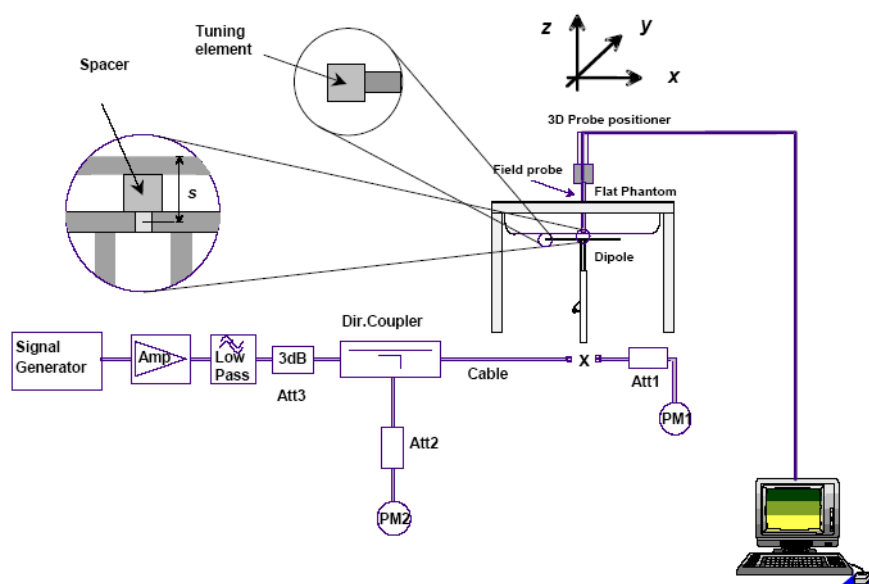 Tuning
element
Spacer
z
y
x
3D Probe positioner
Field probe
Flat Phantom
s
Dipole
Dir.Coupler
Signal
Generator
Amp
Low
Pass
3dB
Att3
Cable
X
Att1
PM1
Att2
PM2